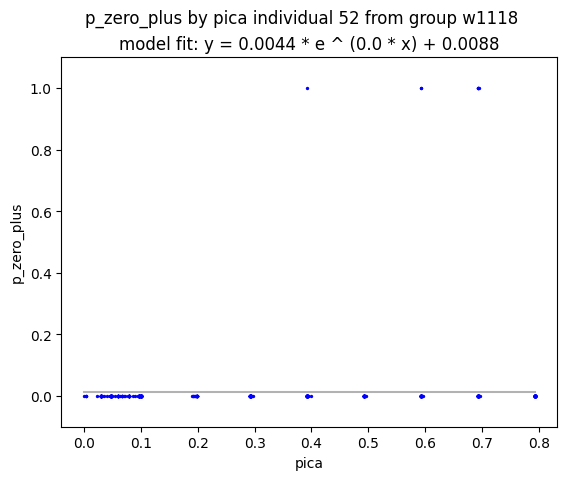 p_zero_plus by pica individual 52 from group w1118
model fit: y = 0.0044 * e ^ (0.0 * x) + 0.0088
1.0
0.8
0.6
0.4
0.2
0.0
p_zero_plus
0.0 0.1 0.2 0.3 0.4 0.5 0.6 0.7 0.8
pica